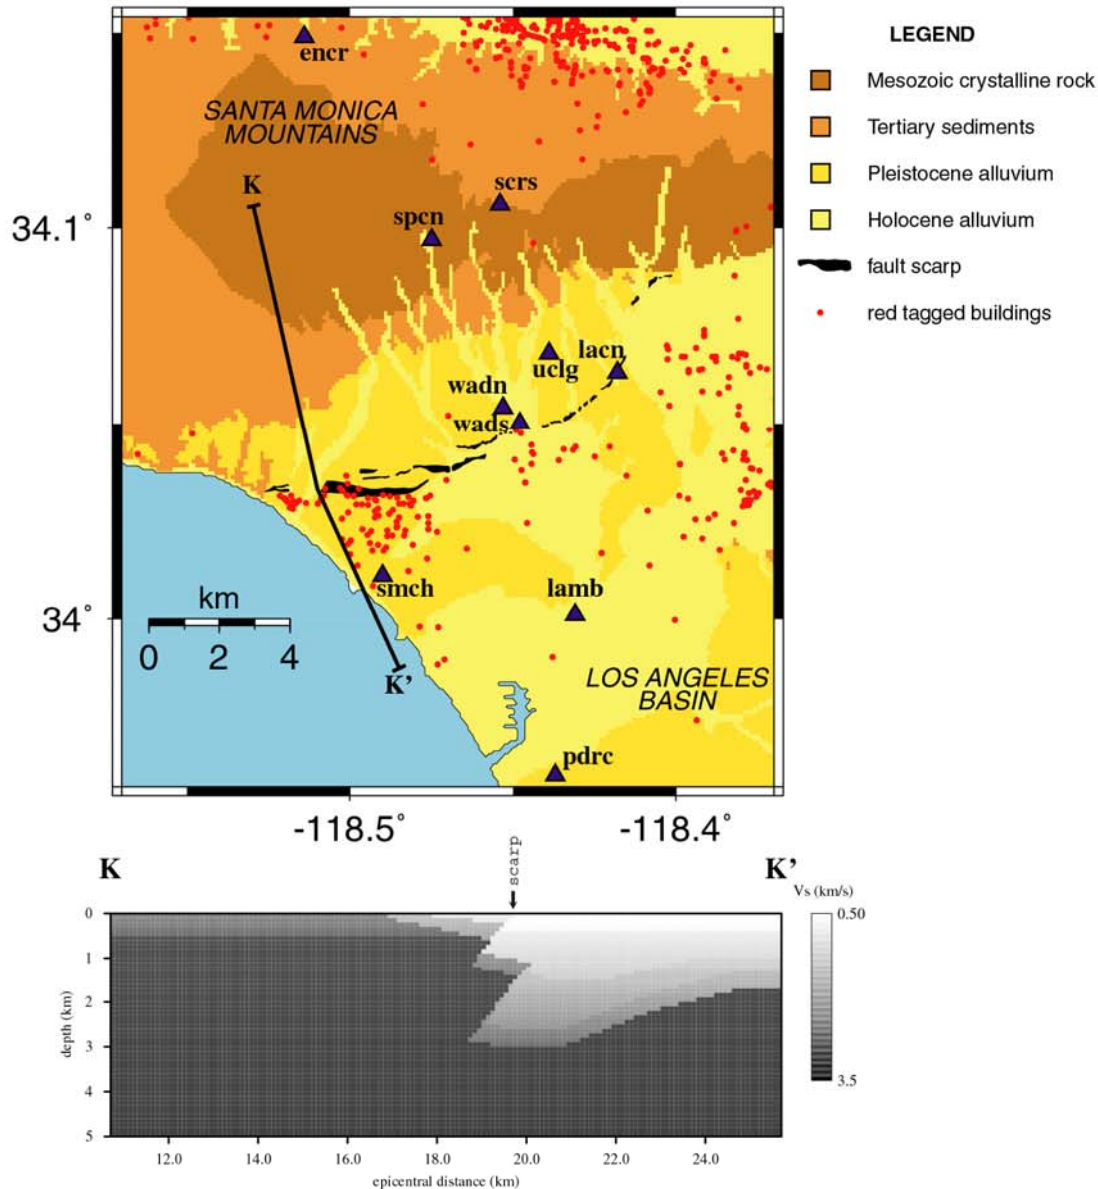 LEGEND
Mesozoic crystalline rock
Tertiary sediments
Pleistocene alluvium
Holocene alluvium
fault scarp
red tagged buildings
encr
SANTA MONICA
MOUNTAINS
K
scrs
spcn
34.1°
uclg
lacn
wadn
wads
smch
lamb
km
0 2 4
34°
K'
LOS ANGELES
BASIN
pdrc
-118.5° -118.4°
K
scarp
K'
Vs (km/s)
0.50
3.5
depth (km)
0
1
2
3
4
5
12.0 14.0 16.0 18.0 20.0 22.0 24.0
epicentral distance (km)